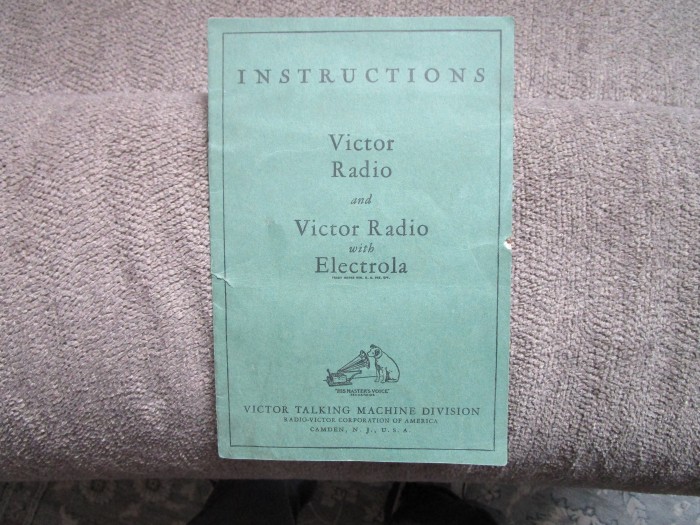 INSTRUCTIONS
Victor
Radio
and
Victor Radio
with
Electrola
"HIS MASTER'S VOICE"
VICTOR TALKING MACHINE DIVISION
RADIO-VICTOR CORPORATION OF AMERICA
CAMDEN, N. J., U. S. A.